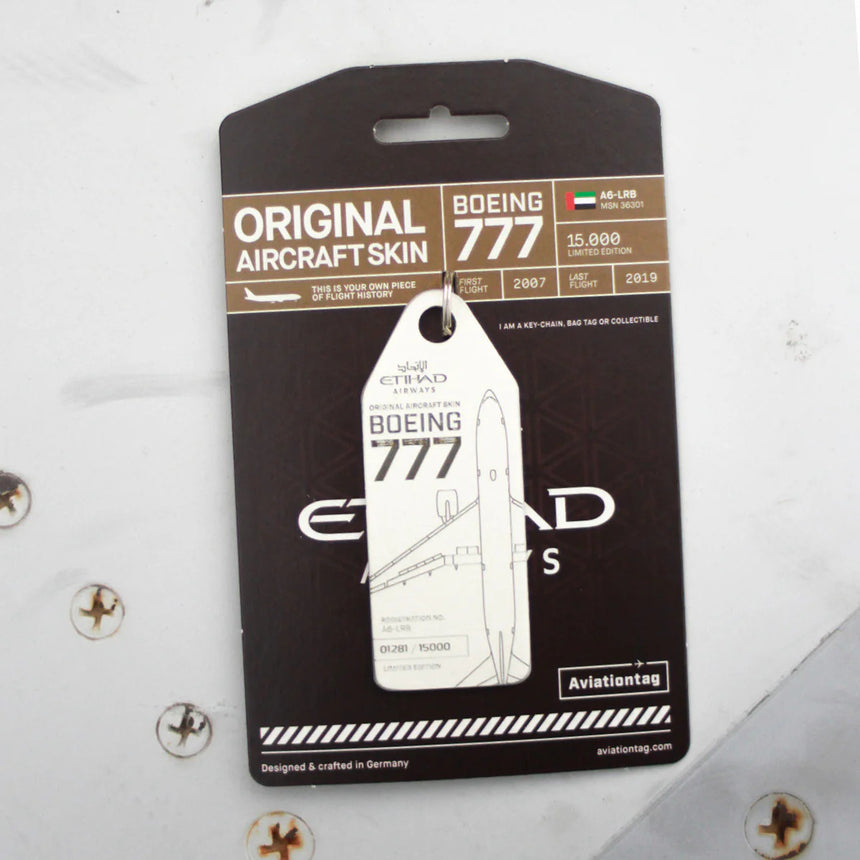 ORIGINAL
AIRCRAFT SKIN
THIS IS YOUR OWN PIECE
OF FLIGHT HISTORY
BOEING
777
A6-LRB
MSN 36301
15.000
LIMITED EDITION
FIRST
FLIGHT
2007
LAST
FLIGHT
2019
I AM A KEY-CHAIN, BAG TAG OR COLLECTIBLE
الإتحاد
ETIHAD
AIRWAYS
ORIGINAL AIRCRAFT SKIN
BOEING
777
REGISTRATION NO.
A6-LRB
01281 / 15000
LIMITED EDITION
Aviationtag
Designed & crafted in Germany
aviationtag.com